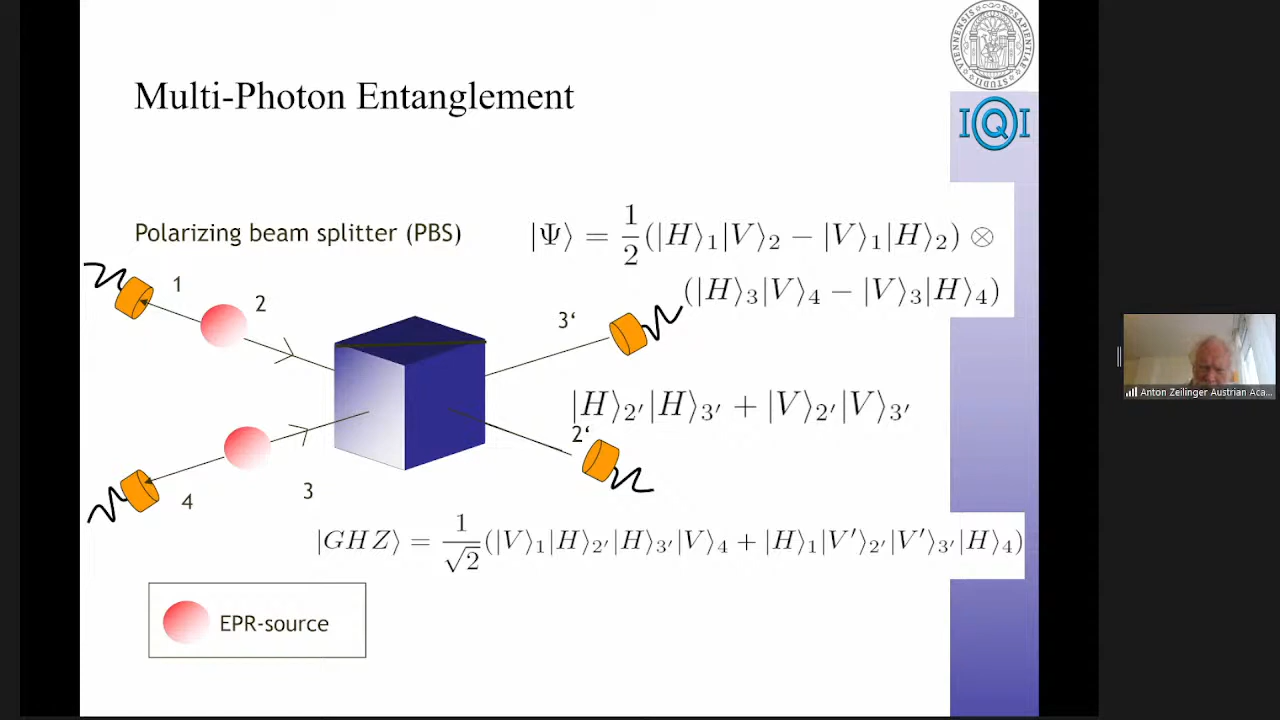 Multi-Photon Entanglement
IQI
Polarizing beam splitter (PBS)
|Ψ⟩ = 1/2 (|H⟩₁|V⟩₂ − |V⟩₁|H⟩₂) ⊗
(|H⟩₃|V⟩₄ − |V⟩₃|H⟩₄)
1
2
3‘
|H⟩₂′|H⟩₃′ + |V⟩₂′|V⟩₃′
2‘
4
3
|GHZ⟩ = 1/√2 (|V⟩₁|H⟩₂′|H⟩₃′|V⟩₄ + |H⟩₁|V′⟩₂′|V′⟩₃′|H⟩₄)
EPR-source
Anton Zeilinger Austrian Aca...